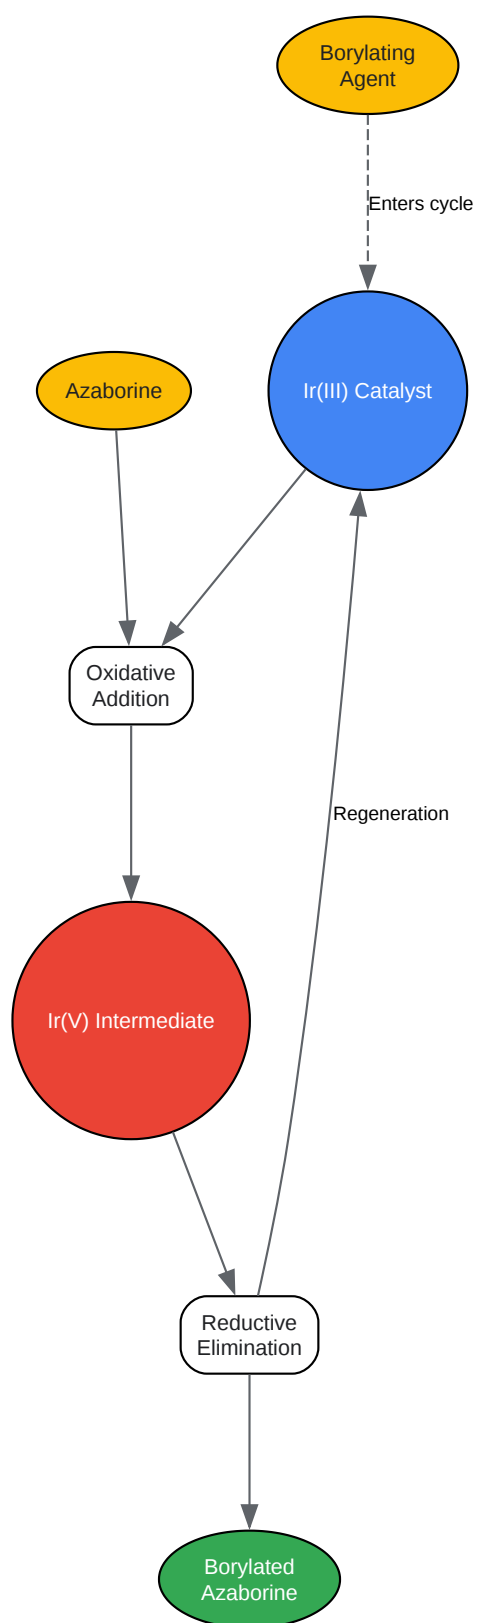 Borylating
Agent
Enters cycle
Azaborine
Ir(III) Catalyst
Oxidative
Addition
Regeneration
Ir(V) Intermediate
Reductive
Elimination
Borylated
Azaborine